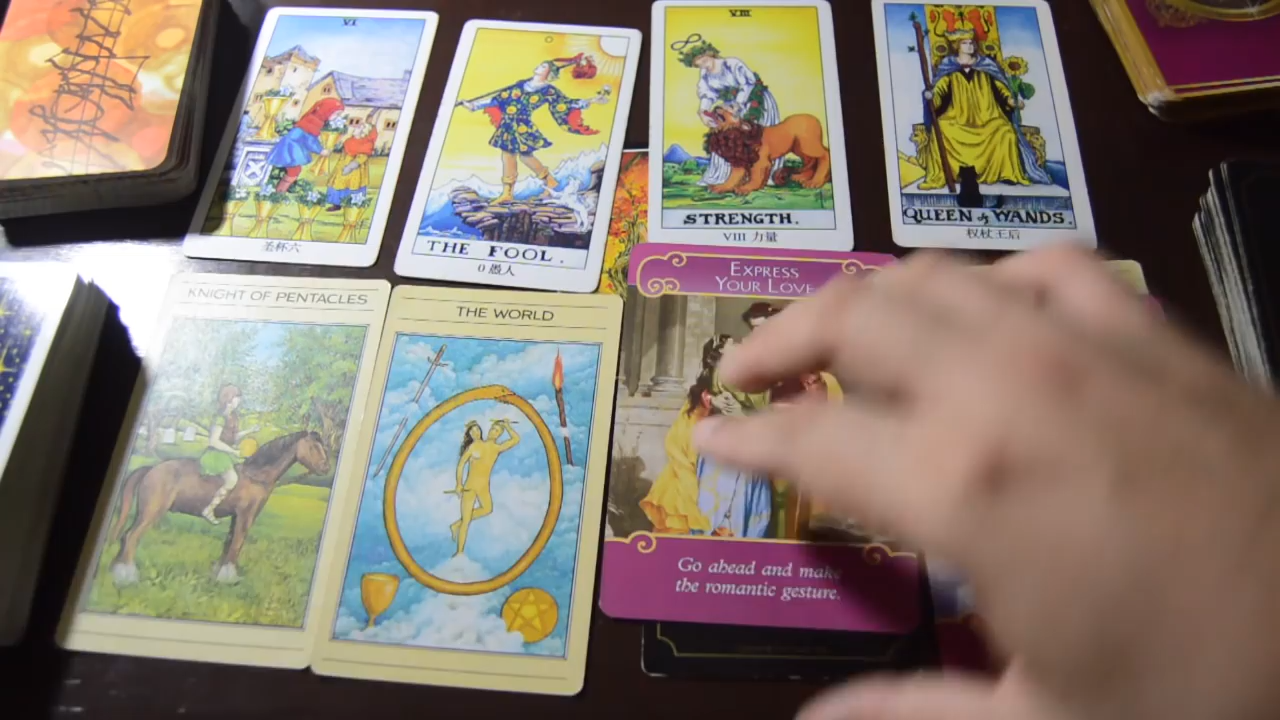 VI
圣杯六
THE FOOL.
0 愚人
VIII
STRENGTH.
VIII 力量
QUEEN of WANDS.
权杖王后
KNIGHT OF PENTACLES
THE WORLD
EXPRESS
YOUR LOVE
Go ahead and make
the romantic gesture.